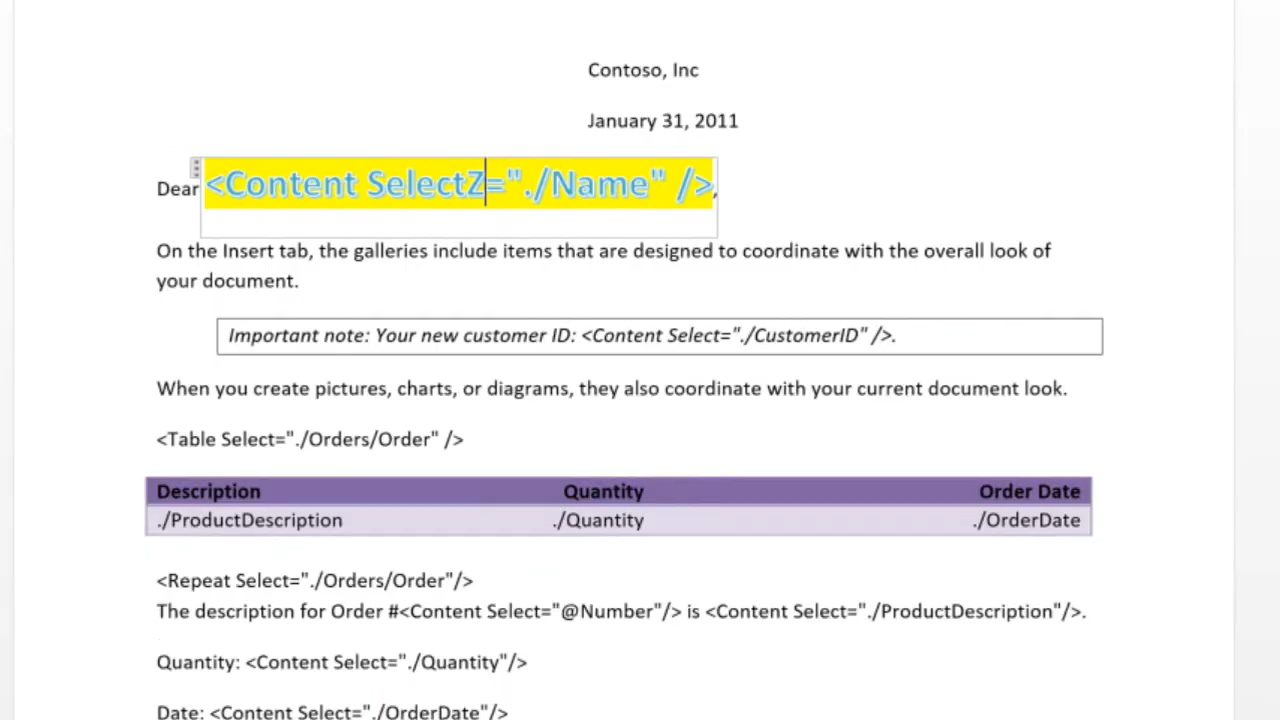 Contoso, Inc
January 31, 2011
Dear <Content SelectZ="./Name" />,
On the Insert tab, the galleries include items that are designed to coordinate with the overall look of
your document.
Important note: Your new customer ID: <Content Select="./CustomerID" />.
When you create pictures, charts, or diagrams, they also coordinate with your current document look.
<Table Select="./Orders/Order" />
Description Quantity Order Date
./ProductDescription ./Quantity ./OrderDate
<Repeat Select="./Orders/Order"/>
The description for Order #<Content Select="@Number"/> is <Content Select="./ProductDescription"/>.
Quantity: <Content Select="./Quantity"/>
Date: <Content Select="./OrderDate"/>